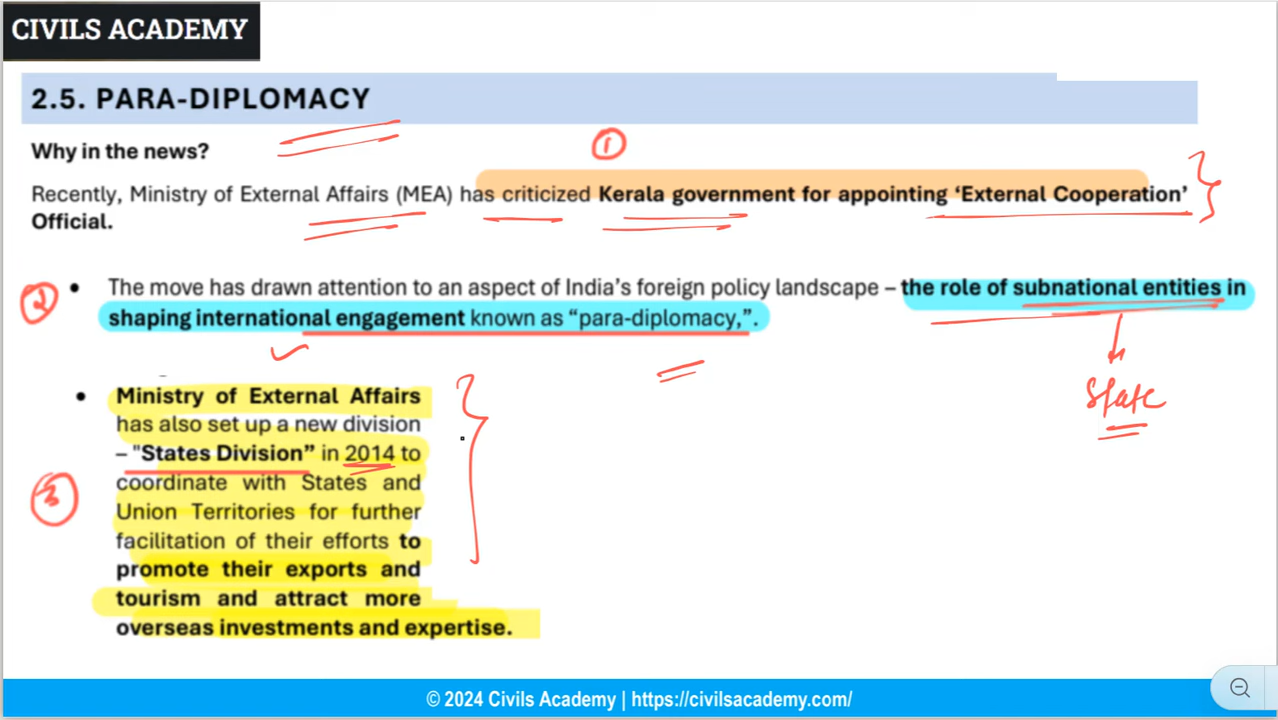 CIVILS ACADEMY
2.5. PARA-DIPLOMACY
①
Why in the news?
Recently, Ministry of External Affairs (MEA) has criticized Kerala government for appointing ‘External Cooperation’
Official.
②
• The move has drawn attention to an aspect of India’s foreign policy landscape – the role of subnational entities in
shaping international engagement known as “para-diplomacy,”.
State
③
• Ministry of External Affairs
has also set up a new division
– "States Division” in 2014 to
coordinate with States and
Union Territories for further
facilitation of their efforts to
promote their exports and
tourism and attract more
overseas investments and expertise.
© 2024 Civils Academy | https://civilsacademy.com/